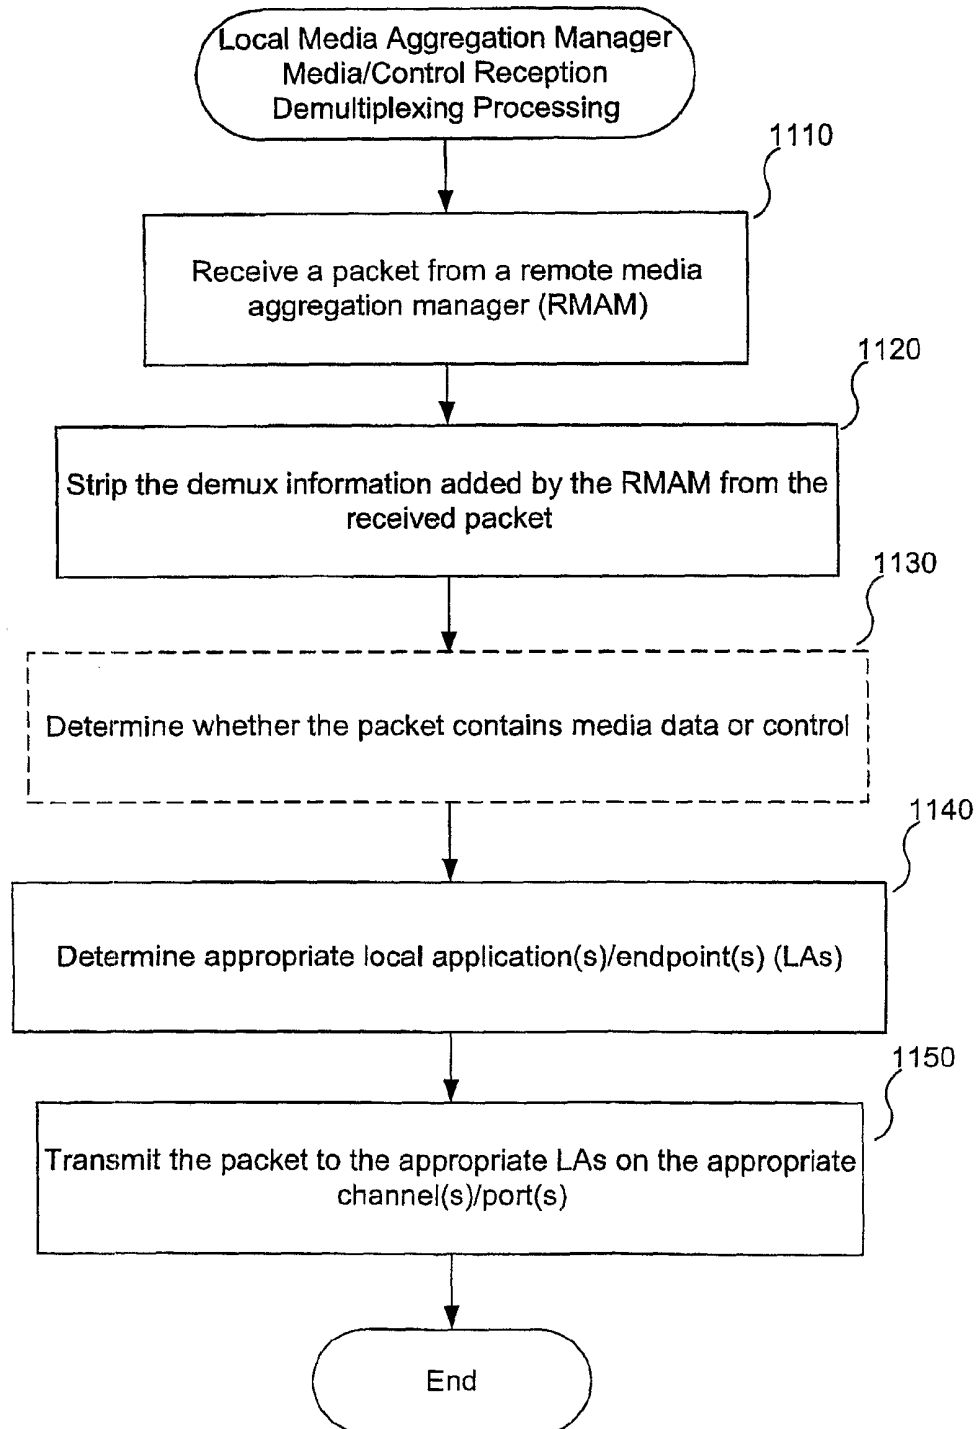 Local Media Aggregation Manager
Media/Control Reception
Demultiplexing Processing
1110
Receive a packet from a remote media
aggregation manager (RMAM)
1120
Strip the demux information added by the RMAM from the
received packet
1130
Determine whether the packet contains media data or control
1140
Determine appropriate local application(s)/endpoint(s) (LAs)
1150
Transmit the packet to the appropriate LAs on the appropriate
channel(s)/port(s)
End